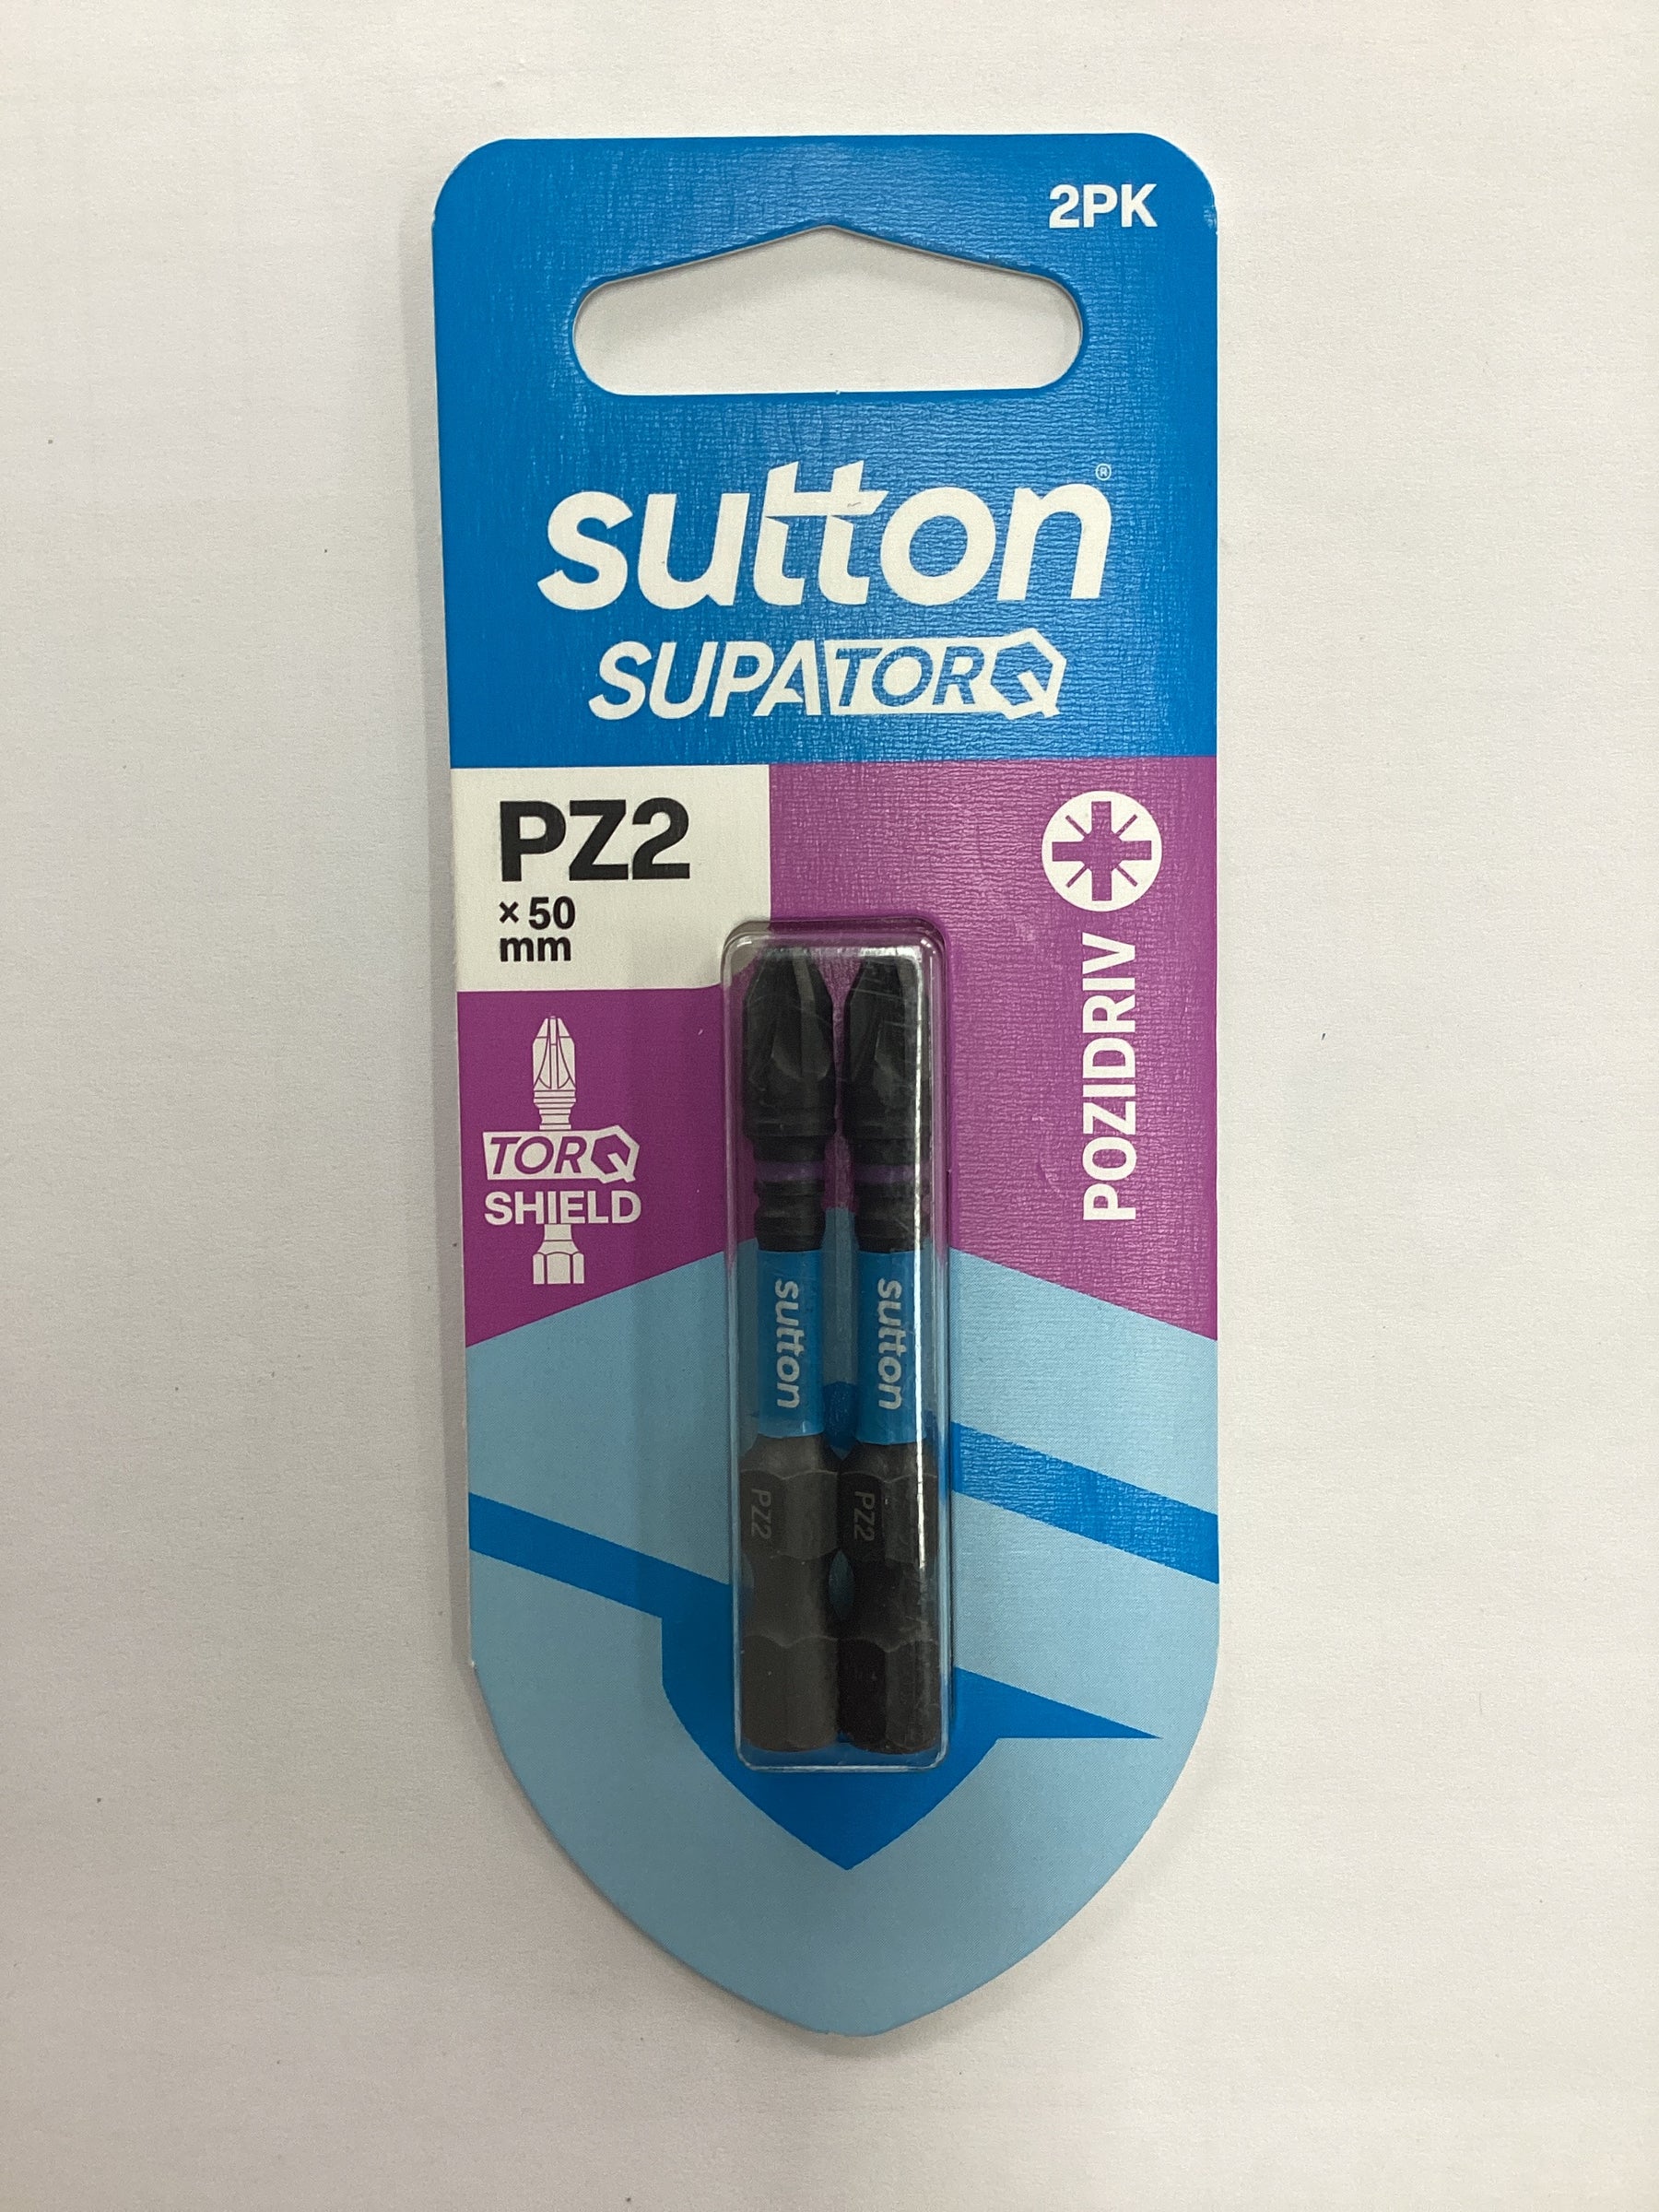 2PK
sutton®
SUPATORQ
PZ2
× 50
mm
POZIDRIV
TORQ
SHIELD
sutton
sutton
PZ2
PZ2